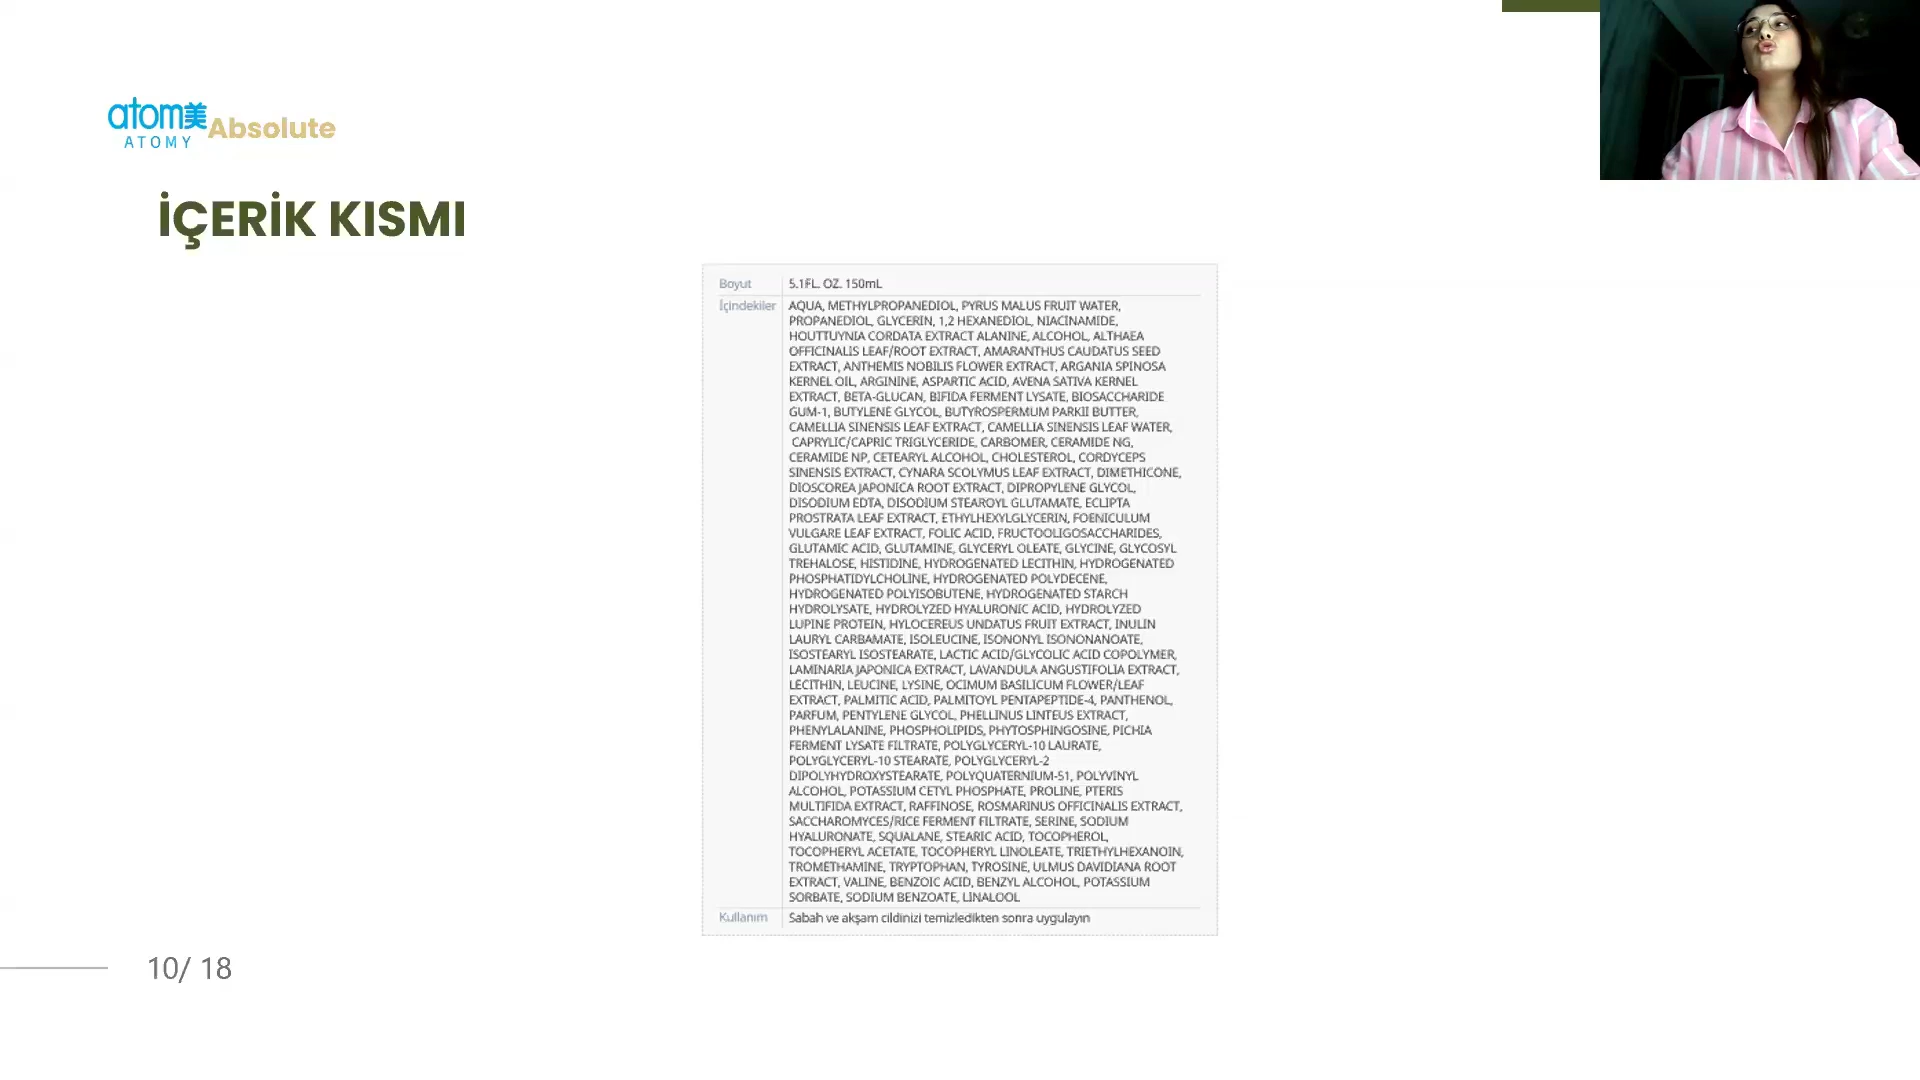 atom美
ATOMY
Absolute
İÇERİK KISMI
Boyut 5.1FL. OZ. 150mL
İçindekiler AQUA, METHYLPROPANEDIOL, PYRUS MALUS FRUIT WATER,
PROPANEDIOL, GLYCERIN, 1,2 HEXANEDIOL, NIACINAMIDE,
HOUTTUYNIA CORDATA EXTRACT ALANINE, ALCOHOL, ALTHAEA
OFFICINALIS LEAF/ROOT EXTRACT, AMARANTHUS CAUDATUS SEED
EXTRACT, ANTHEMIS NOBILIS FLOWER EXTRACT, ARGANIA SPINOSA
KERNEL OIL, ARGININE, ASPARTIC ACID, AVENA SATIVA KERNEL
EXTRACT, BETA-GLUCAN, BIFIDA FERMENT LYSATE, BIOSACCHARIDE
GUM-1, BUTYLENE GLYCOL, BUTYROSPERMUM PARKII BUTTER,
CAMELLIA SINENSIS LEAF EXTRACT, CAMELLIA SINENSIS LEAF WATER,
CAPRYLIC/CAPRIC TRIGLYCERIDE, CARBOMER, CERAMIDE NG,
CERAMIDE NP, CETEARYL ALCOHOL, CHOLESTEROL, CORDYCEPS
SINENSIS EXTRACT, CYNARA SCOLYMUS LEAF EXTRACT, DIMETHICONE,
DIOSCOREA JAPONICA ROOT EXTRACT, DIPROPYLENE GLYCOL,
DISODIUM EDTA, DISODIUM STEAROYL GLUTAMATE, ECLIPTA
PROSTRATA LEAF EXTRACT, ETHYLHEXYLGLYCERIN, FOENICULUM
VULGARE LEAF EXTRACT, FOLIC ACID, FRUCTOOLIGOSACCHARIDES,
GLUTAMIC ACID, GLUTAMINE, GLYCERYL OLEATE, GLYCINE, GLYCOSYL
TREHALOSE, HISTIDINE, HYDROGENATED LECITHIN, HYDROGENATED
PHOSPHATIDYLCHOLINE, HYDROGENATED POLYDECENE,
HYDROGENATED POLYISOBUTENE, HYDROGENATED STARCH
HYDROLYSATE, HYDROLYZED HYALURONIC ACID, HYDROLYZED
LUPINE PROTEIN, HYLOCEREUS UNDATUS FRUIT EXTRACT, INULIN
LAURYL CARBAMATE, ISOLEUCINE, ISONONYL ISONONANOATE,
ISOSTEARYL ISOSTEARATE, LACTIC ACID/GLYCOLIC ACID COPOLYMER,
LAMINARIA JAPONICA EXTRACT, LAVANDULA ANGUSTIFOLIA EXTRACT,
LECITHIN, LEUCINE, LYSINE, OCIMUM BASILICUM FLOWER/LEAF
EXTRACT, PALMITIC ACID, PALMITOYL PENTAPEPTIDE-4, PANTHENOL,
PARFUM, PENTYLENE GLYCOL, PHELLINUS LINTEUS EXTRACT,
PHENYLALANINE, PHOSPHOLIPIDS, PHYTOSPHINGOSINE, PICHIA
FERMENT LYSATE FILTRATE, POLYGLYCERYL-10 LAURATE,
POLYGLYCERYL-10 STEARATE, POLYGLYCERYL-2
DIPOLYHYDROXYSTEARATE, POLYQUATERNIUM-51, POLYVINYL
ALCOHOL, POTASSIUM CETYL PHOSPHATE, PROLINE, PTERIS
MULTIFIDA EXTRACT, RAFFINOSE, ROSMARINUS OFFICINALIS EXTRACT,
SACCHAROMYCES/RICE FERMENT FILTRATE, SERINE, SODIUM
HYALURONATE, SQUALANE, STEARIC ACID, TOCOPHEROL,
TOCOPHERYL ACETATE, TOCOPHERYL LINOLEATE, TRIETHYLHEXANOIN,
TROMETHAMINE, TRYPTOPHAN, TYROSINE, ULMUS DAVIDIANA ROOT
EXTRACT, VALINE, BENZOIC ACID, BENZYL ALCOHOL, POTASSIUM
SORBATE, SODIUM BENZOATE, LINALOOL
Kullanım Sabah ve akşam cildinizi temizledikten sonra uygulayın
10/ 18